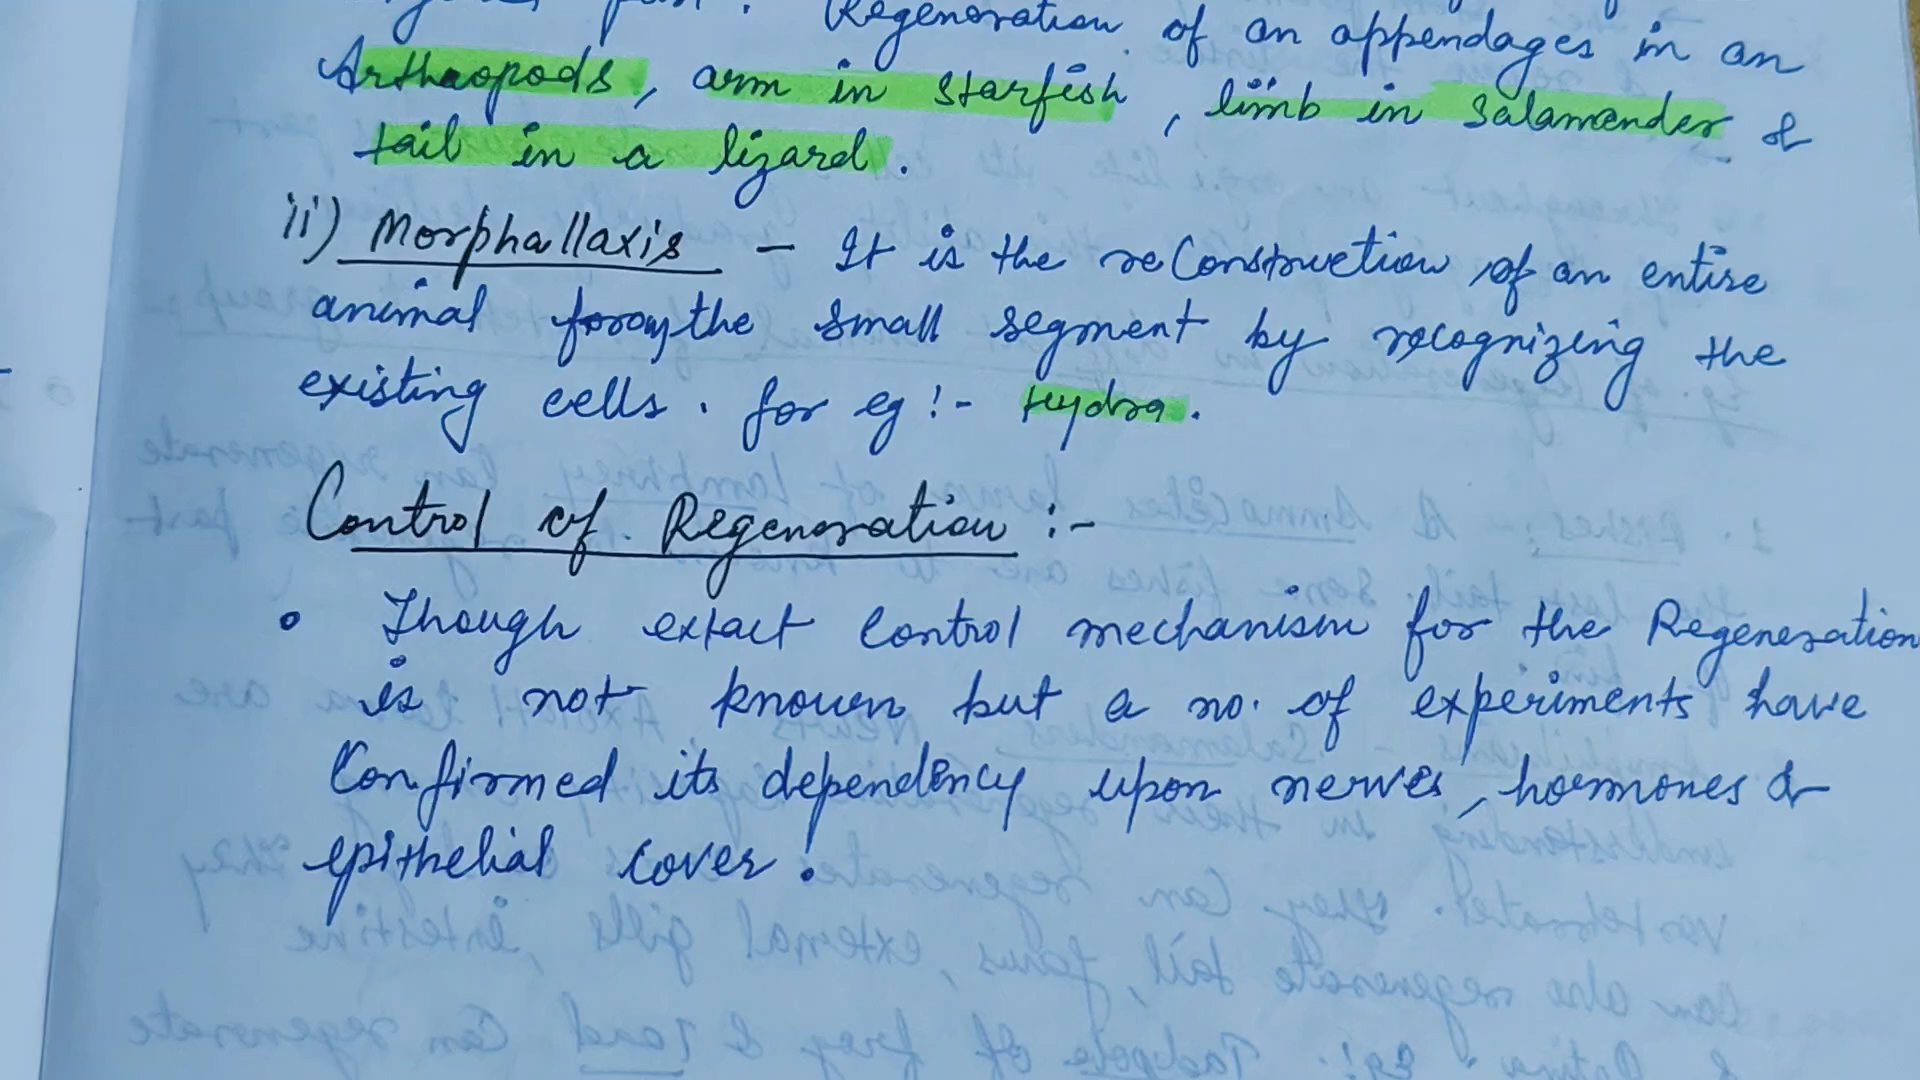 Regenoration of an appendages in an
Arthropods, arm in starfish, limb in Salamander &
tail in a lizard.
ii) Morphallaxis - It is the reconstruction of an entire
animal from the small segment by recognizing the
existing cells. for eg:- Hydra.
Control of Regenoration :-
• Though extact control mechanism for the Regeneration
is not known but a no. of experiments have
Confirmed its dependency upon nerves, hormones &
epithelial cover.